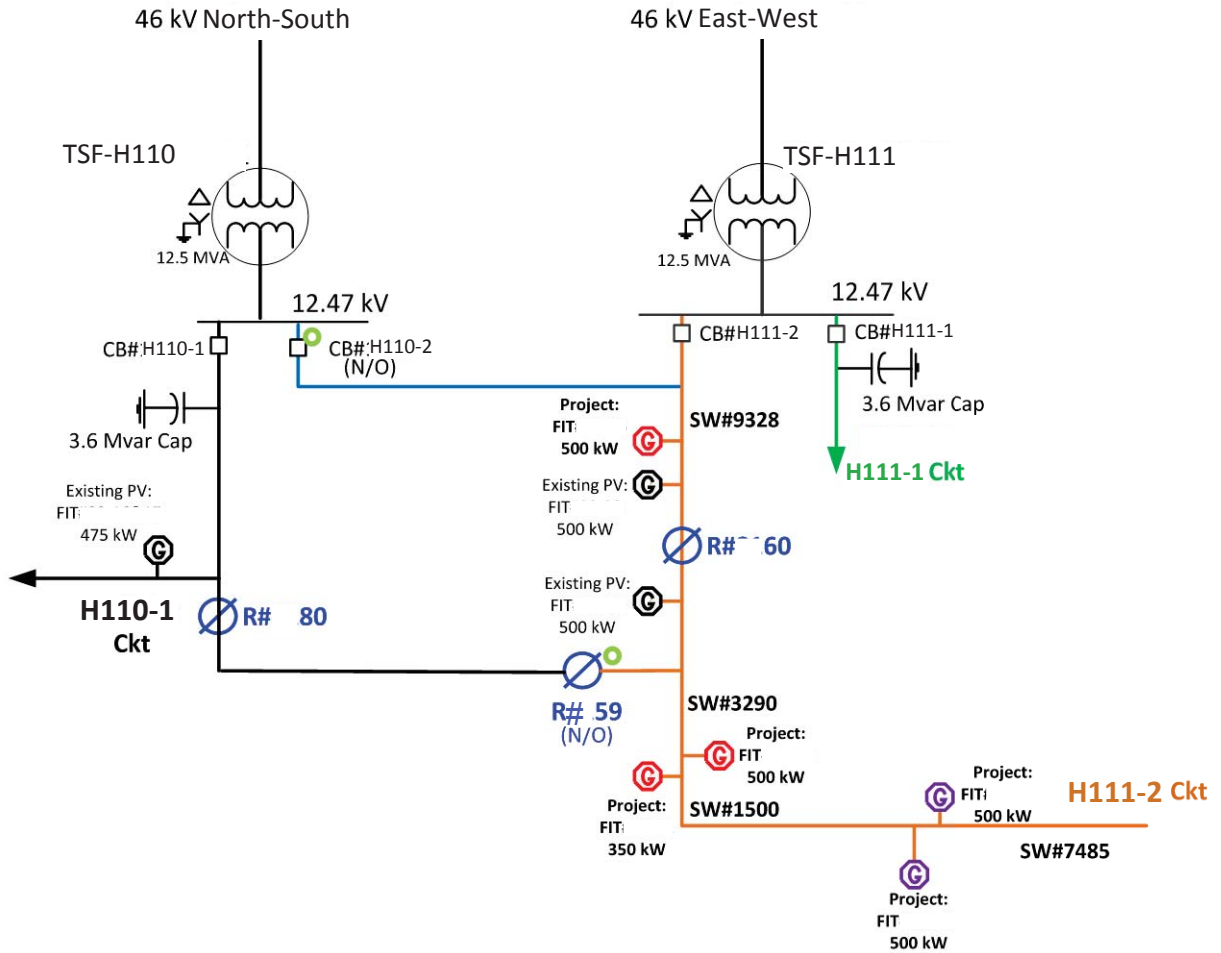 46 kV North-South
46 kV East-West
TSF-H110
TSF-H111
12.5 MVA
12.5 MVA
12.47 kV
12.47 kV
CB#:H110-1
CB#:H110-2
(N/O)
CB#H111-2
CB#H111-1
3.6 Mvar Cap
3.6 Mvar Cap
Project:
FIT
500 kW
SW#9328
H111-1 Ckt
Existing PV:
FIT
475 kW
Existing PV:
FIT
500 kW
R# 60
Existing PV:
FIT
500 kW
H110-1
Ckt
R# 80
R# 59
(N/O)
SW#3290
Project:
FIT
500 kW
Project:
FIT
350 kW
SW#1500
Project:
FIT
500 kW
H111-2 Ckt
SW#7485
Project:
FIT
500 kW
G
G
G
G
G
G
G
G